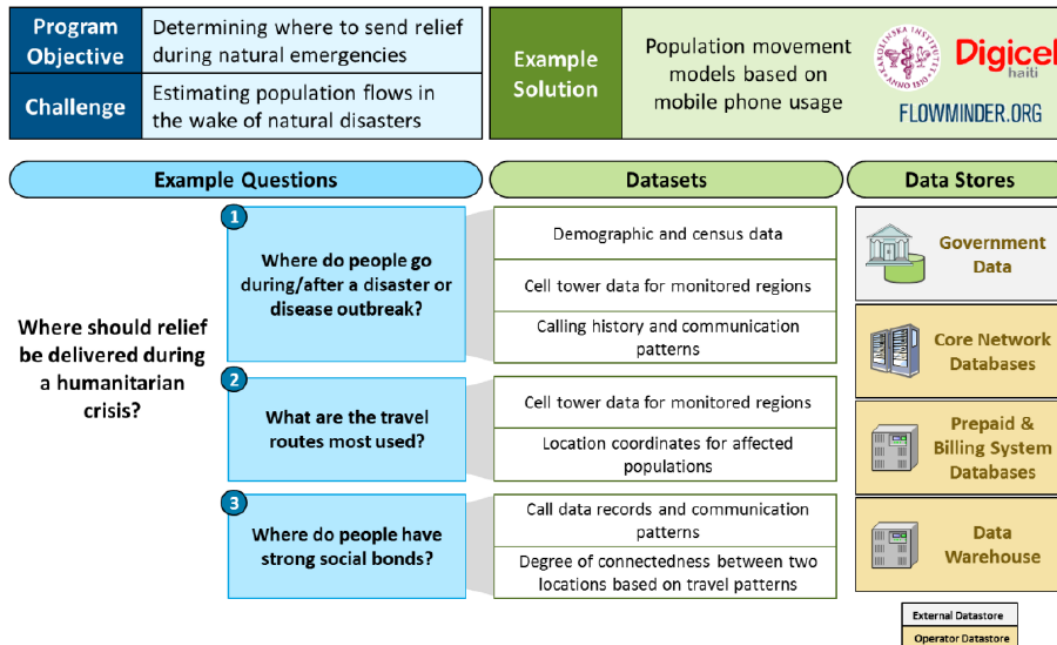 Program
Objective
Determining where to send relief
during natural emergencies
Challenge
Estimating population flows in
the wake of natural disasters
Example
Solution
Population movement
models based on
mobile phone usage
KAROLINSKA INSTITUTET
ANNO 1810
Digicel
haiti
FLOWMINDER.ORG
Example Questions
Datasets
Data Stores
Where should relief
be delivered during
a humanitarian
crisis?
1
Where do people go
during/after a disaster or
disease outbreak?
Demographic and census data
Cell tower data for monitored regions
Calling history and communication
patterns
2
What are the travel
routes most used?
Cell tower data for monitored regions
Location coordinates for affected
populations
3
Where do people have
strong social bonds?
Call data records and communication
patterns
Degree of connectedness between two
locations based on travel patterns
Government
Data
Core Network
Databases
Prepaid &
Billing System
Databases
Data
Warehouse
External Datastore
Operator Datastore